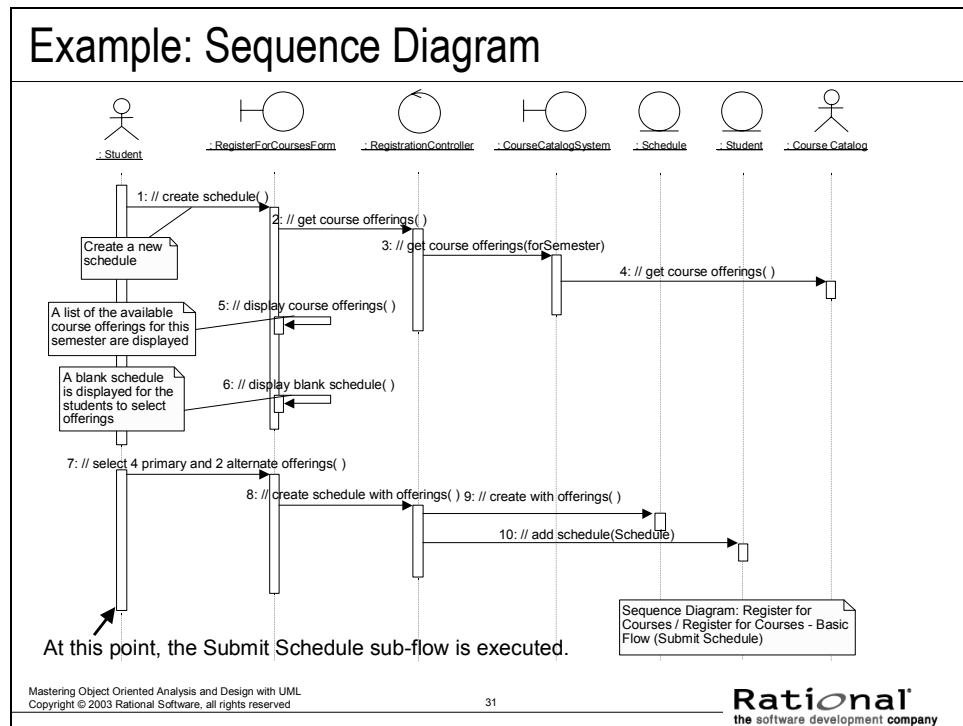 Example: Sequence Diagram
: Student
: RegisterForCoursesForm
: RegistrationController
: CourseCatalogSystem
: Schedule
: Student
: Course Catalog
1: // create schedule( )
2: // get course offerings( )
3: // get course offerings(forSemester)
4: // get course offerings( )
Create a new
schedule
5: // display course offerings( )
A list of the available
course offerings for this
semester are displayed
6: // display blank schedule( )
A blank schedule
is displayed for the
students to select
offerings
7: // select 4 primary and 2 alternate offerings( )
8: // create schedule with offerings( )
9: // create with offerings( )
10: // add schedule(Schedule)
Sequence Diagram: Register for
Courses / Register for Courses - Basic
Flow (Submit Schedule)
At this point, the Submit Schedule sub-flow is executed.
Mastering Object Oriented Analysis and Design with UML
Copyright © 2003 Rational Software, all rights reserved
31
Rational
the software development company